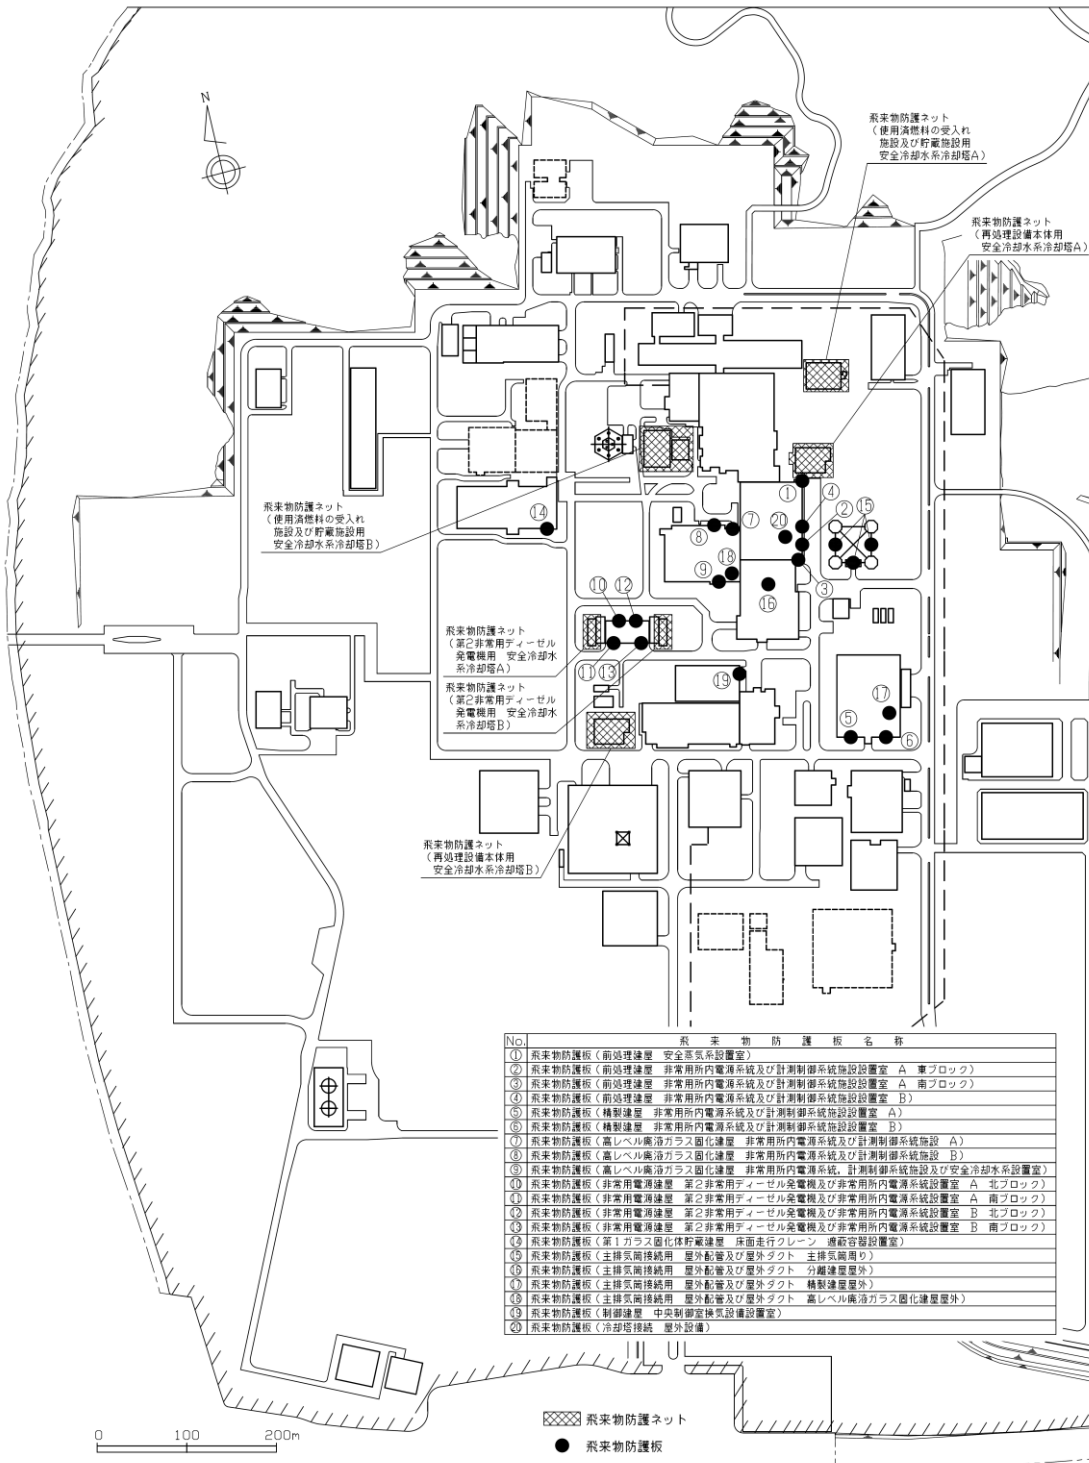 N
飛来物防護ネット
(使用済燃料の受入れ
施設及び貯蔵施設用
安全冷却水系冷却塔A)
飛来物防護ネット
(再処理設備本体用
安全冷却水系冷却塔A)
飛来物防護ネット
(使用済燃料の受入れ
施設及び貯蔵施設用
安全冷却水系冷却塔B)
① ④ ⑮
⑭ ⑦ ⑳ ②
⑧
⑱
⑨ ③
⑩ ⑫ ⑯
飛来物防護ネット
(第2非常用ディーゼル
発電機用 安全冷却水
系冷却塔A)
⑪ ⑬
飛来物防護ネット
(第2非常用ディーゼル
発電機用 安全冷却水
系冷却塔B)
⑲ ⑰
⑤ ⑥
飛来物防護ネット
(再処理設備本体用
安全冷却水系冷却塔B)
No. 飛来物防護板名称
① 飛来物防護板(前処理建屋 安全蒸気系設置室)
② 飛来物防護板(前処理建屋 非常用所内電源系統及び計測制御系統施設設置室 A 東ブロック)
③ 飛来物防護板(前処理建屋 非常用所内電源系統及び計測制御系統施設設置室 A 南ブロック)
④ 飛来物防護板(前処理建屋 非常用所内電源系統及び計測制御系統施設設置室 B)
⑤ 飛来物防護板(精製建屋 非常用所内電源系統及び計測制御系統施設設置室 A)
⑥ 飛来物防護板(精製建屋 非常用所内電源系統及び計測制御系統施設設置室 B)
⑦ 飛来物防護板(高レベル廃液ガラス固化建屋 非常用所内電源系統及び計測制御系統施設 A)
⑧ 飛来物防護板(高レベル廃液ガラス固化建屋 非常用所内電源系統及び計測制御系統施設 B)
⑨ 飛来物防護板(高レベル廃液ガラス固化建屋 非常用所内電源系統、計測制御系統施設及び安全冷却水系設置室)
⑩ 飛来物防護板(非常用電源建屋 第2非常用ディーゼル発電機及び非常用所内電源系統設置室 A 北ブロック)
⑪ 飛来物防護板(非常用電源建屋 第2非常用ディーゼル発電機及び非常用所内電源系統設置室 A 南ブロック)
⑫ 飛来物防護板(非常用電源建屋 第2非常用ディーゼル発電機及び非常用所内電源系統設置室 B 北ブロック)
⑬ 飛来物防護板(非常用電源建屋 第2非常用ディーゼル発電機及び非常用所内電源系統設置室 B 南ブロック)
⑭ 飛来物防護板(第1ガラス固化体貯蔵建屋 床面走行クレーン 遮蔽容器設置室)
⑮ 飛来物防護板(主排気筒接続用 屋外配管及び屋外ダクト 主排気筒周り)
⑯ 飛来物防護板(主排気筒接続用 屋外配管及び屋外ダクト 分離建屋屋外)
⑰ 飛来物防護板(主排気筒接続用 屋外配管及び屋外ダクト 精製建屋屋外)
⑱ 飛来物防護板(主排気筒接続用 屋外配管及び屋外ダクト 高レベル廃液ガラス固化建屋屋外)
⑲ 飛来物防護板(制御建屋 中央制御室換気設備設置室)
⑳ 飛来物防護板(冷却塔接続 屋外設備)
飛来物防護ネット
飛来物防護板
0 100 200m